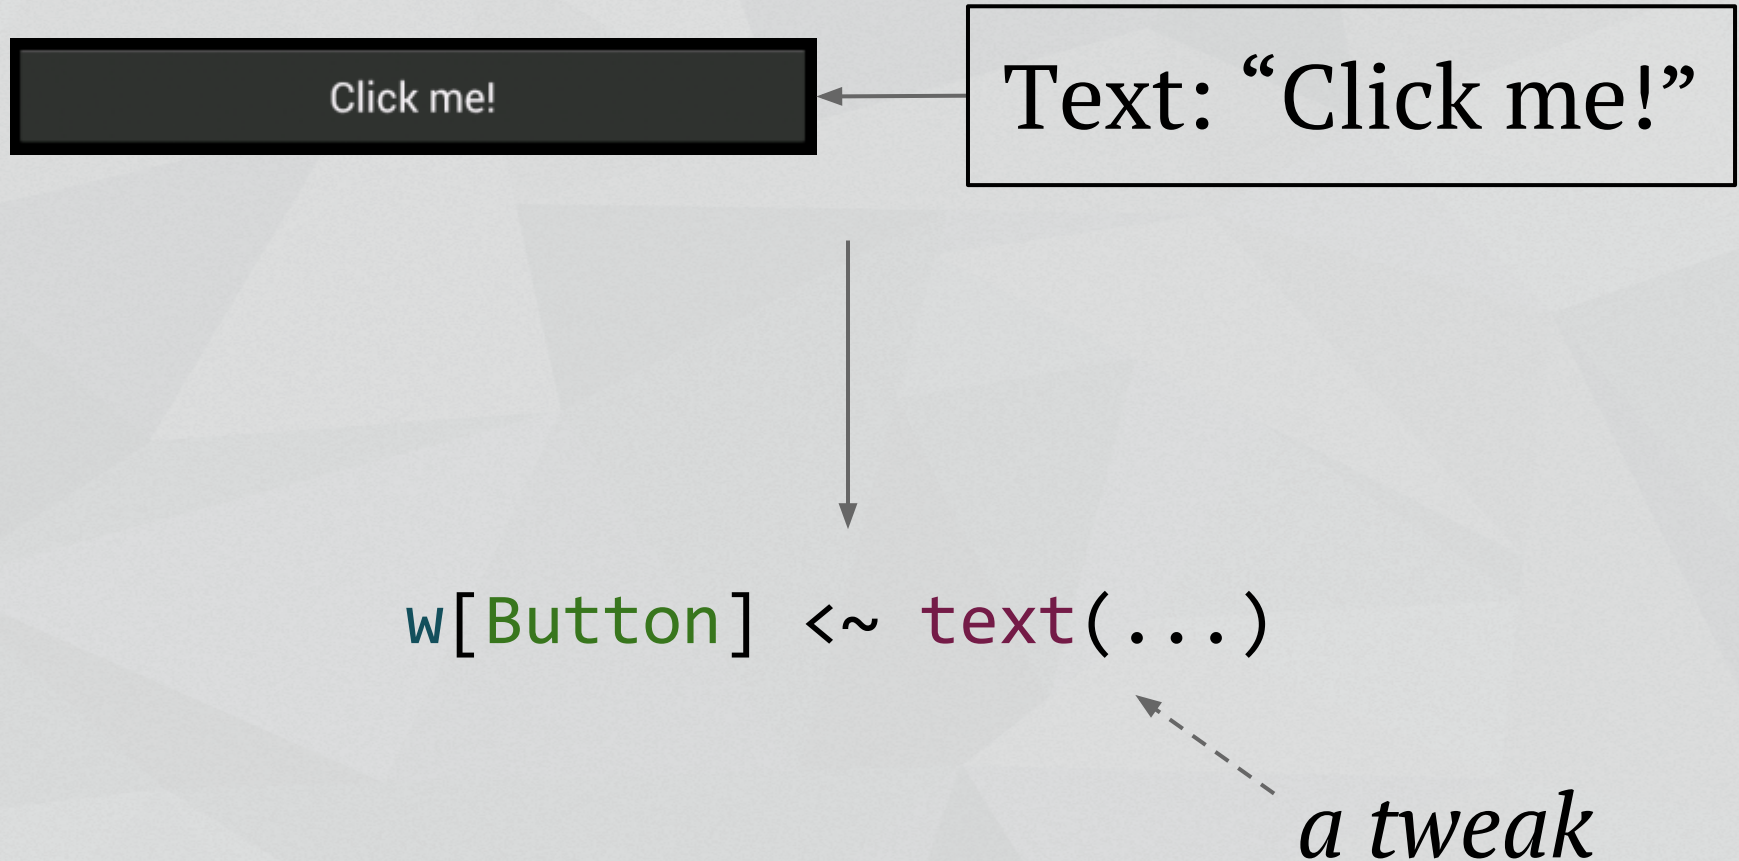 Click me!
Text: “Click me!”
w[Button] <~ text(...)
a tweak